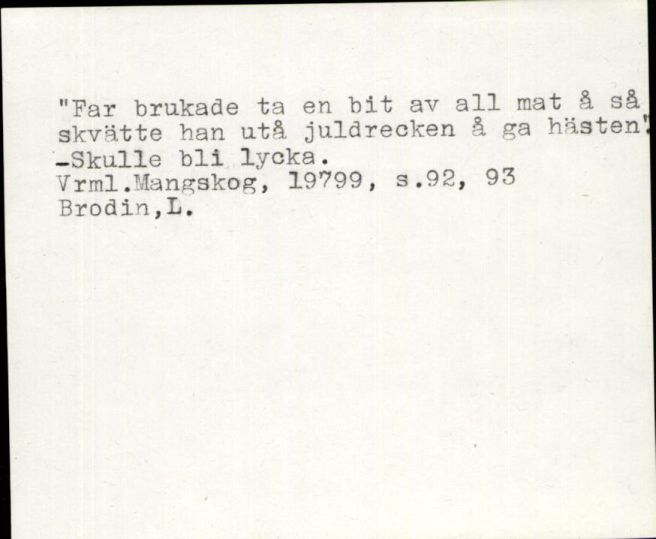 "Far brukade ta en bit av all mat å så
skvätte han utå juldrecken å ga hästen".
-Skulle bli lycka.
Vrml.Mangskog, 19799, s.92, 93
Brodin,L.